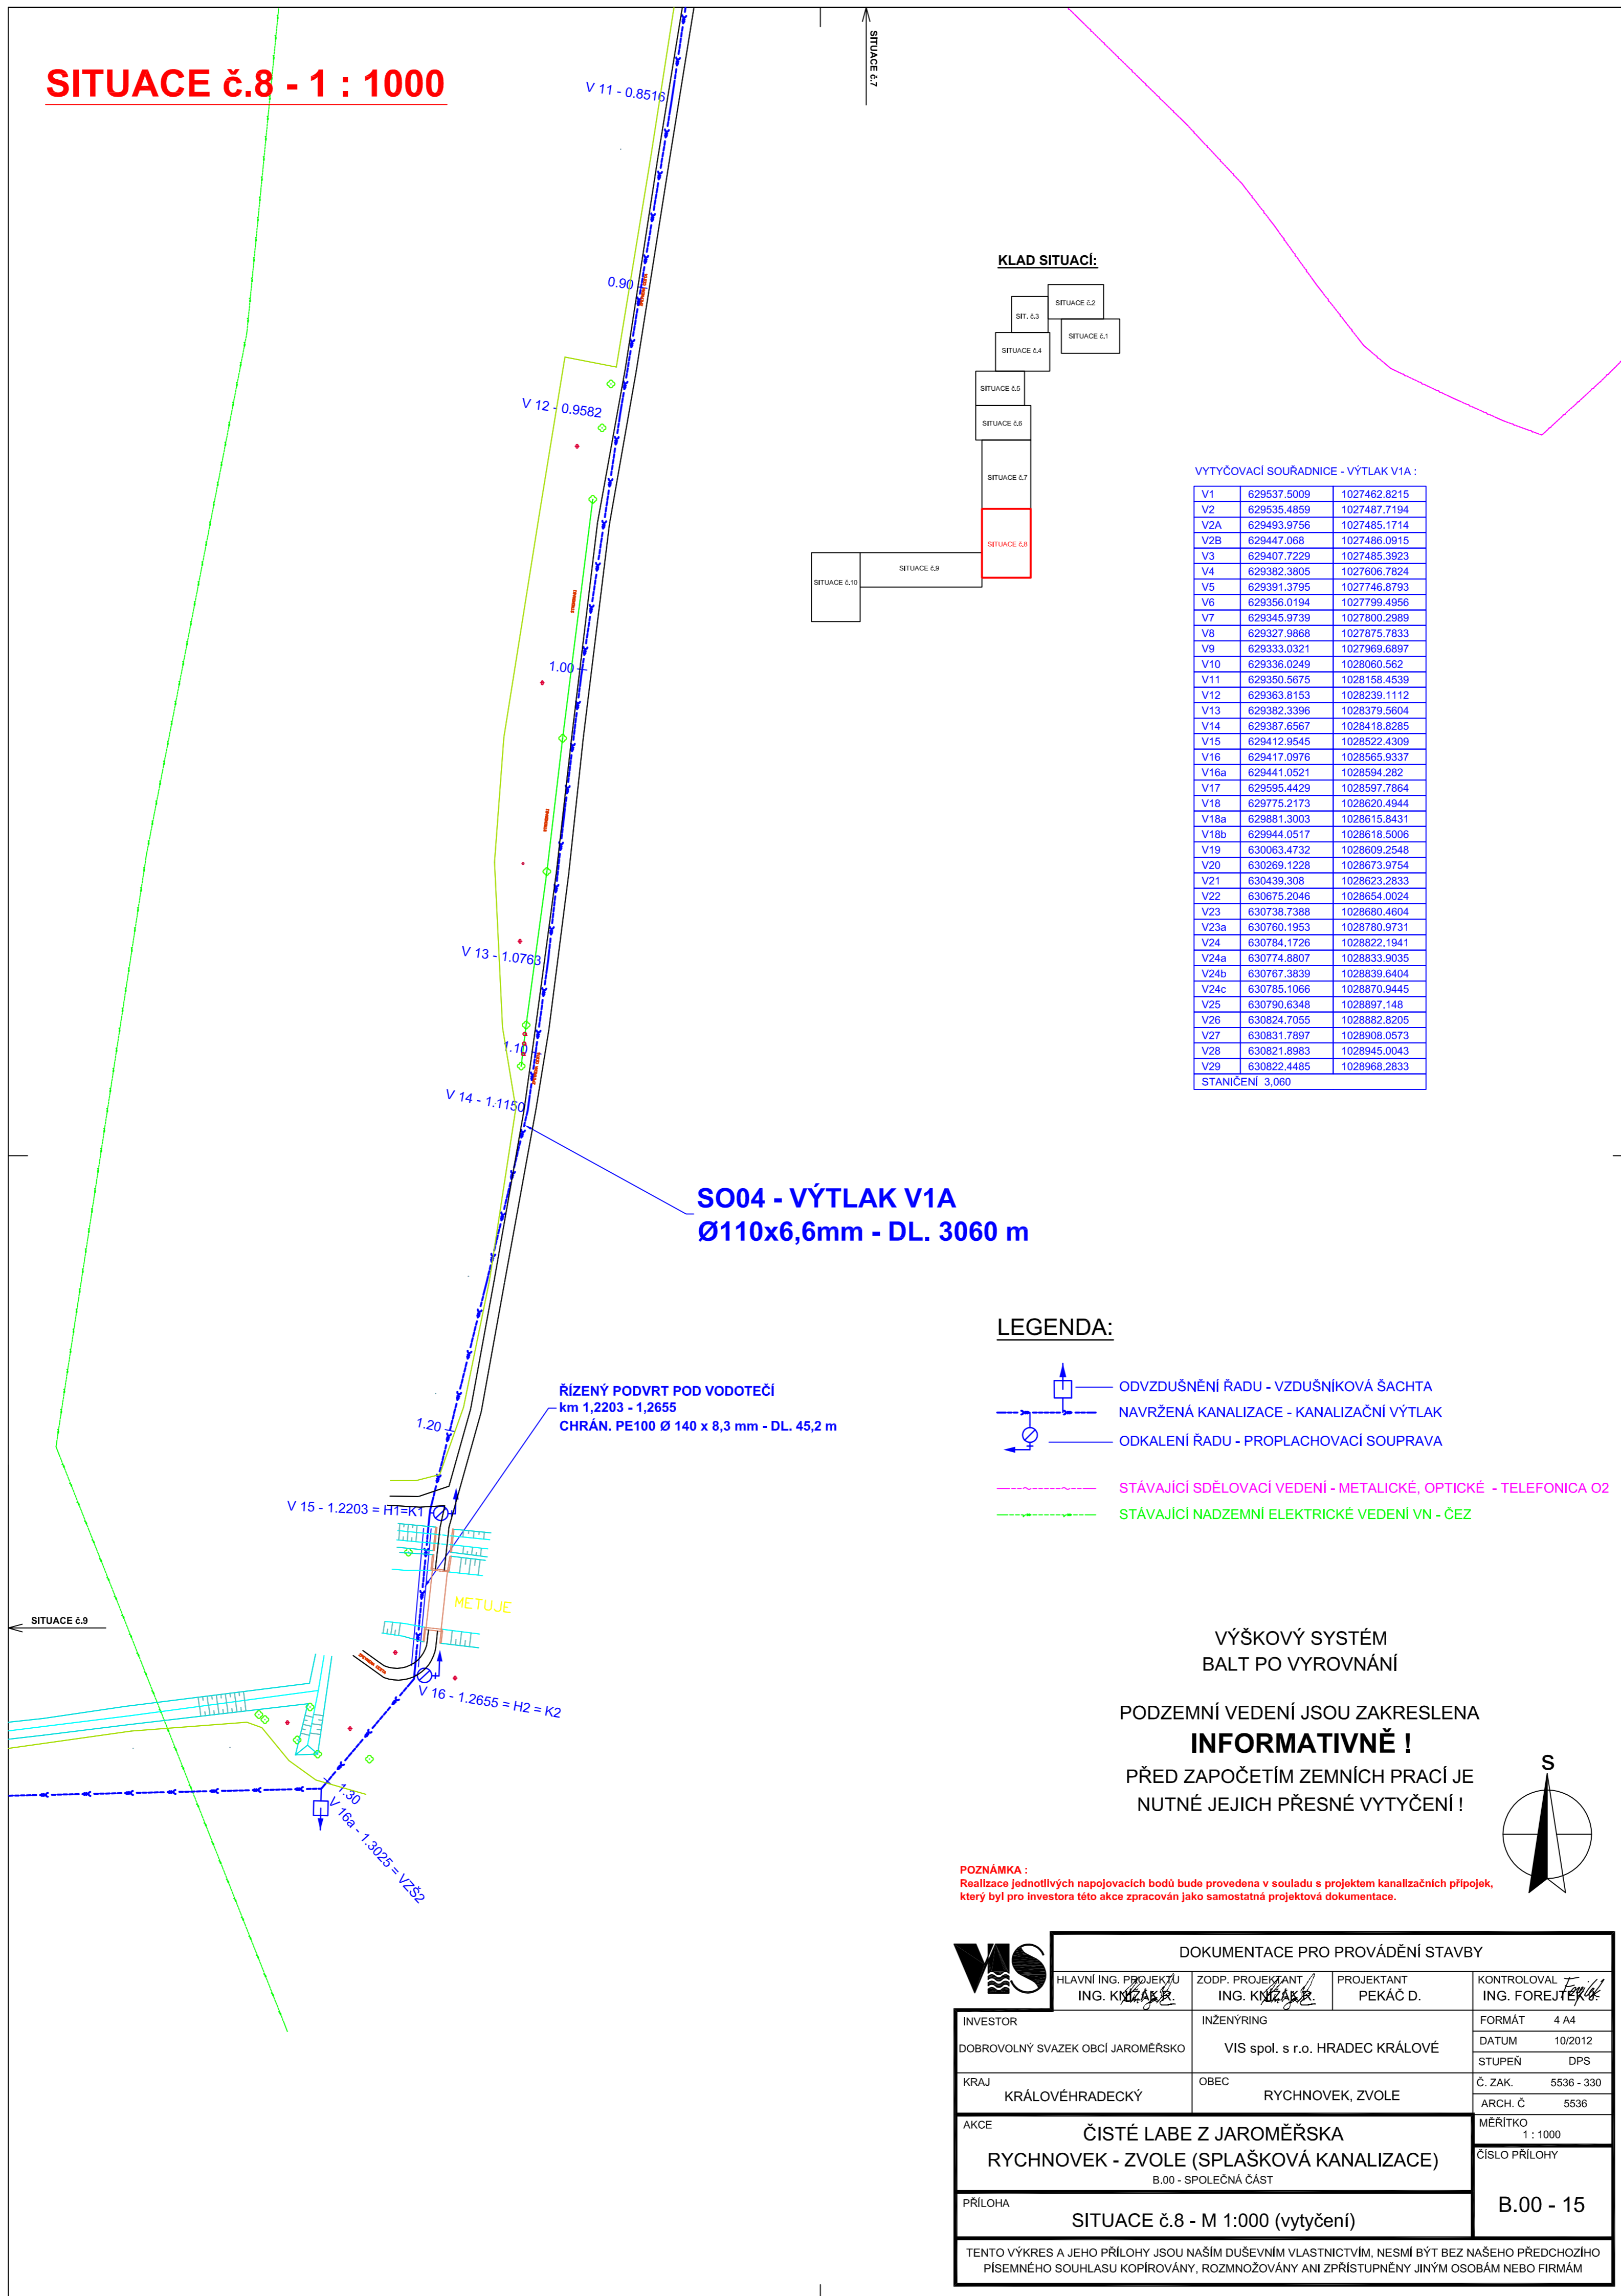 SITUACE č.8 - 1 : 1000
SITUACE č.7
V 11 - 0.8516
0.90
V 12 - 0.9582
1.00
V 13 - 1.0763
1.10
V 14 - 1.1150
SO04 - VÝTLAK V1A
Ø110x6,6mm - DL. 3060 m
ŘÍZENÝ PODVRT POD VODOTEČÍ
km 1,2203 - 1,2655
CHRÁN. PE100 Ø 140 x 8,3 mm - DL. 45,2 m
1.20
V 15 - 1.2203 = H1=K1
METUJE
SITUACE č.9
V 16 - 1.2655 = H2 = K2
1.30
V 16a - 1.3025 = VZŠ2
KLAD SITUACÍ:
SITUACE č.2
SIT. č.3
SITUACE č.1
SITUACE č.4
SITUACE č.5
SITUACE č.6
SITUACE č.7
SITUACE č.8
SITUACE č.9
SITUACE č.10
VYTYČOVACÍ SOUŘADNICE - VÝTLAK V1A :
V1 629537.5009 1027462.8215
V2 629535.4859 1027487.7194
V2A 629493.9756 1027485.1714
V2B 629447.068 1027486.0915
V3 629407.7229 1027485.3923
V4 629382.3805 1027606.7824
V5 629391.3795 1027746.8793
V6 629356.0194 1027799.4956
V7 629345.9739 1027800.2989
V8 629327.9868 1027875.7833
V9 629333.0321 1027969.6897
V10 629336.0249 1028060.562
V11 629350.5675 1028158.4539
V12 629363.8153 1028239.1112
V13 629382.3396 1028379.5604
V14 629387.6567 1028418.8285
V15 629412.9545 1028522.4309
V16 629417.0976 1028565.9337
V16a 629441.0521 1028594.282
V17 629595.4429 1028597.7864
V18 629775.2173 1028620.4944
V18a 629881.3003 1028615.8431
V18b 629944.0517 1028618.5006
V19 630063.4732 1028609.2548
V20 630269.1228 1028673.9754
V21 630439.308 1028623.2833
V22 630675.2046 1028654.0024
V23 630738.7388 1028680.4604
V23a 630760.1953 1028780.9731
V24 630784.1726 1028822.1941
V24a 630774.8807 1028833.9035
V24b 630767.3839 1028839.6404
V24c 630785.1066 1028870.9445
V25 630790.6348 1028897.148
V26 630824.7055 1028882.8205
V27 630831.7897 1028908.0573
V28 630821.8983 1028945.0043
V29 630822.4485 1028968.2833
STANIČENÍ 3,060
LEGENDA:
ODVZDUŠNĚNÍ ŘADU - VZDUŠNÍKOVÁ ŠACHTA
NAVRŽENÁ KANALIZACE - KANALIZAČNÍ VÝTLAK
ODKALENÍ ŘADU - PROPLACHOVACÍ SOUPRAVA
STÁVAJÍCÍ SDĚLOVACÍ VEDENÍ - METALICKÉ, OPTICKÉ - TELEFONICA O2
STÁVAJÍCÍ NADZEMNÍ ELEKTRICKÉ VEDENÍ VN - ČEZ
VÝŠKOVÝ SYSTÉM
BALT PO VYROVNÁNÍ
PODZEMNÍ VEDENÍ JSOU ZAKRESLENA
INFORMATIVNĚ !
PŘED ZAPOČETÍM ZEMNÍCH PRACÍ JE
NUTNÉ JEJICH PŘESNÉ VYTYČENÍ !
S
POZNÁMKA :
Realizace jednotlivých napojovacích bodů bude provedena v souladu s projektem kanalizačních přípojek,
který byl pro investora této akce zpracován jako samostatná projektová dokumentace.
VIS
DOKUMENTACE PRO PROVÁDĚNÍ STAVBY
HLAVNÍ ING. PROJEKTU
ING. KNÍŽÁK R.
ZODP. PROJEKTANT
ING. KNÍŽÁK R.
PROJEKTANT
PEKÁČ D.
KONTROLOVAL
ING. FOREJTEK J.
INVESTOR
DOBROVOLNÝ SVAZEK OBCÍ JAROMĚŘSKO
INŽENÝRING
VIS spol. s r.o. HRADEC KRÁLOVÉ
FORMÁT 4 A4
DATUM 10/2012
STUPEŇ DPS
KRAJ
KRÁLOVÉHRADECKÝ
OBEC
RYCHNOVEK, ZVOLE
Č. ZAK. 5536 - 330
ARCH. Č 5536
AKCE
ČISTÉ LABE Z JAROMĚŘSKA
RYCHNOVEK - ZVOLE (SPLAŠKOVÁ KANALIZACE)
B.00 - SPOLEČNÁ ČÁST
MĚŘÍTKO
1 : 1000
ČÍSLO PŘÍLOHY
B.00 - 15
PŘÍLOHA
SITUACE č.8 - M 1:000 (vytyčení)
TENTO VÝKRES A JEHO PŘÍLOHY JSOU NAŠÍM DUŠEVNÍM VLASTNICTVÍM, NESMÍ BÝT BEZ NAŠEHO PŘEDCHOZÍHO
PÍSEMNÉHO SOUHLASU KOPÍROVÁNY, ROZMNOŽOVÁNY ANI ZPŘÍSTUPNĚNY JINÝM OSOBÁM NEBO FIRMÁM